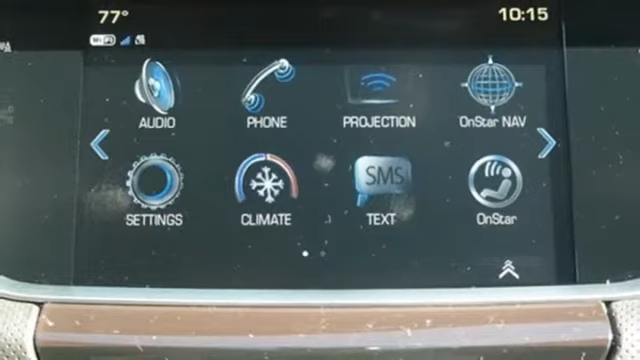 77°
10:15
AUDIO
PHONE
PROJECTION
OnStar NAV
SETTINGS
CLIMATE
SMS
TEXT
OnStar